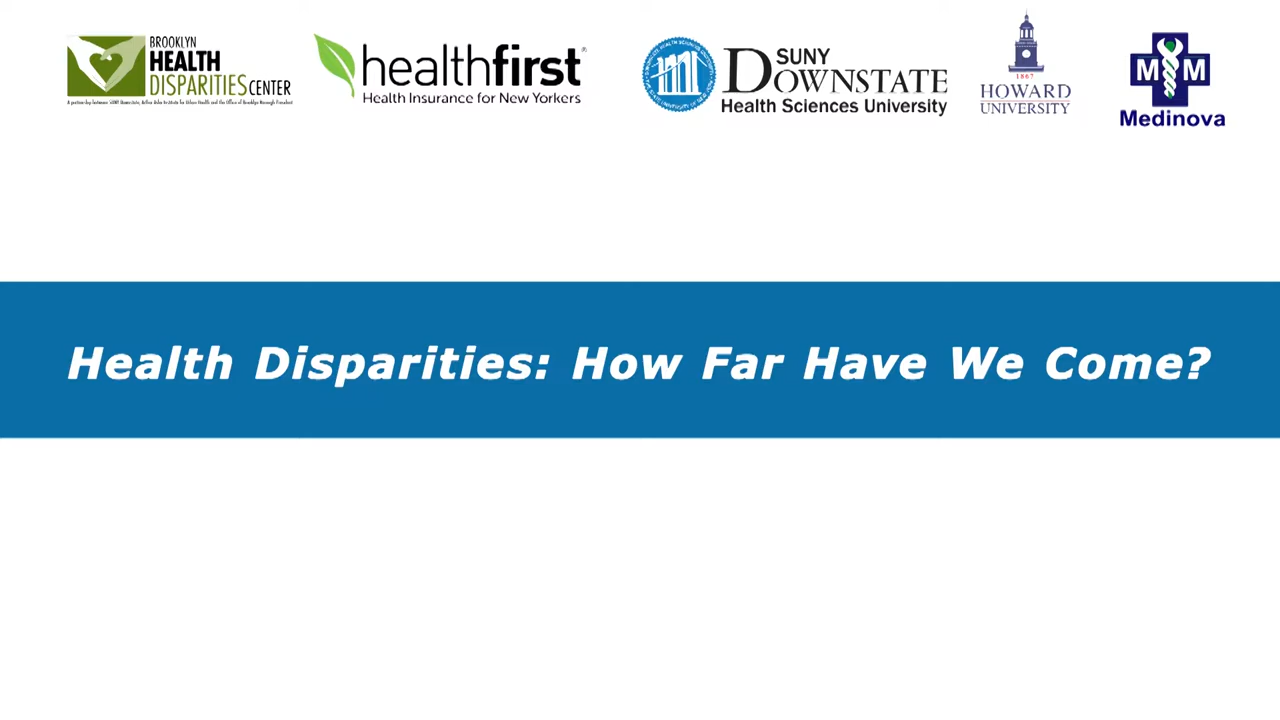 BROOKLYN
HEALTH
DISPARITIES CENTER
healthfirst
Health Insurance for New Yorkers
SUNY
DOWNSTATE
Health Sciences University
1867
HOWARD
UNIVERSITY
M M
Medinova
Health Disparities: How Far Have We Come?